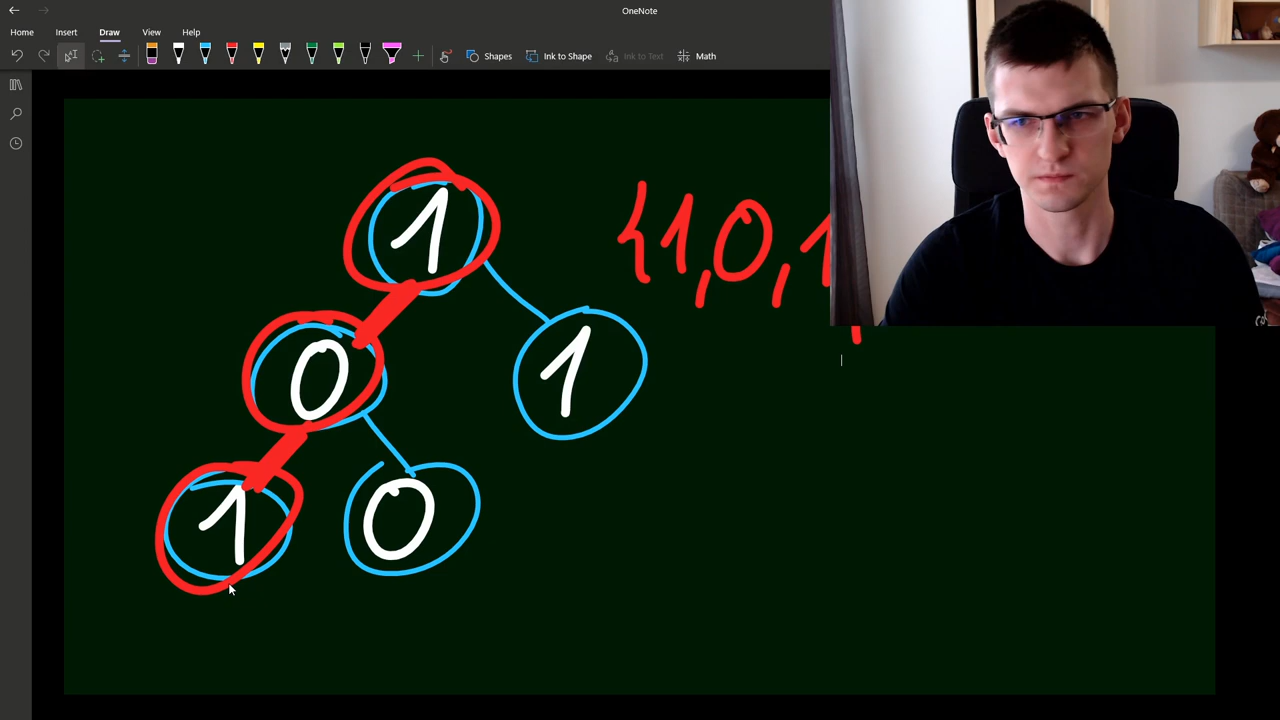 OneNote
Home Insert Draw View Help
Shapes Ink to Shape Ink to Text Math
1 {1,0,1
0 1
1 0